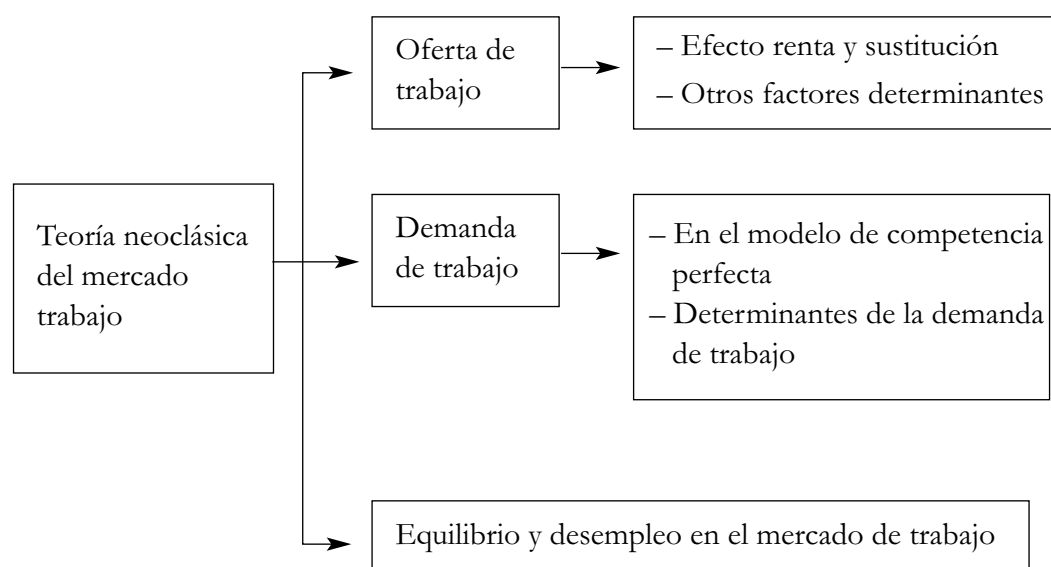 Teoría neoclásica
del mercado
trabajo
Oferta de
trabajo
– Efecto renta y sustitución
– Otros factores determinantes
Demanda
de trabajo
– En el modelo de competencia
perfecta
– Determinantes de la demanda
de trabajo
Equilibrio y desempleo en el mercado de trabajo